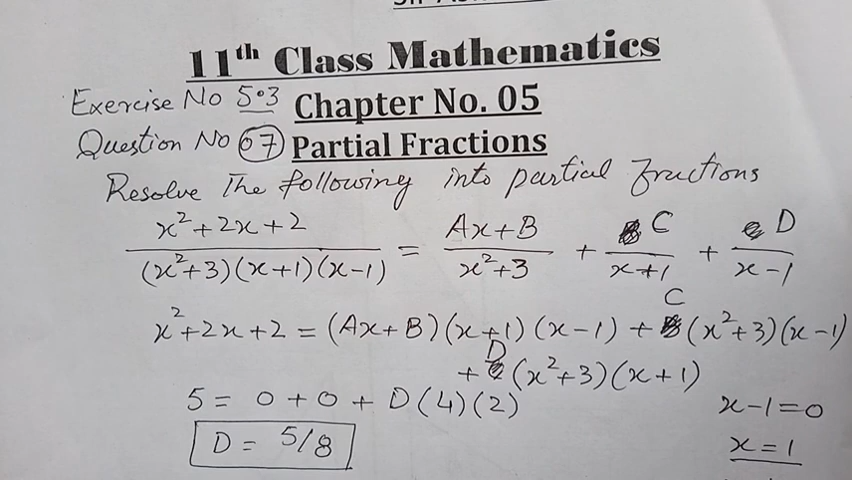 11th Class Mathematics
Exercise No 5.3 Chapter No. 05
Question No 07 Partial Fractions
Resolve The following into partial fractions
x²+2x+2 / (x²+3)(x+1)(x-1) = Ax+B / x²+3 + C / x+1 + D / x-1
x²+2x+2 = (Ax+B)(x+1)(x-1) + C(x²+3)(x-1)
+ D(x²+3)(x+1)
5 = 0 + 0 + D(4)(2) x-1=0
D = 5/8 x=1